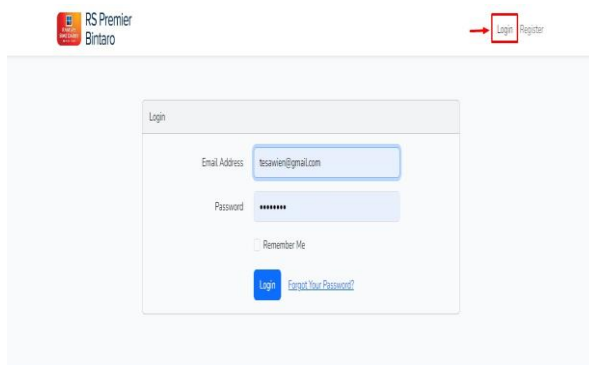 RS Premier
Bintaro
Login Register
Login
Email Address tesawien@gmail.com
Password ••••••••
Remember Me
Login Forgot Your Password?